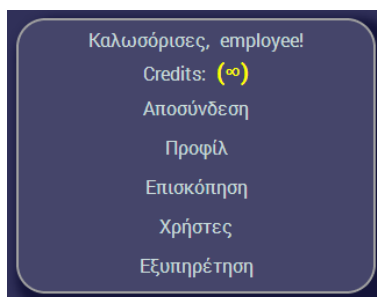 Καλωσόρισες, employee!
Credits: (∞)
Αποσύνδεση
Προφίλ
Επισκόπηση
Χρήστες
Εξυπηρέτηση